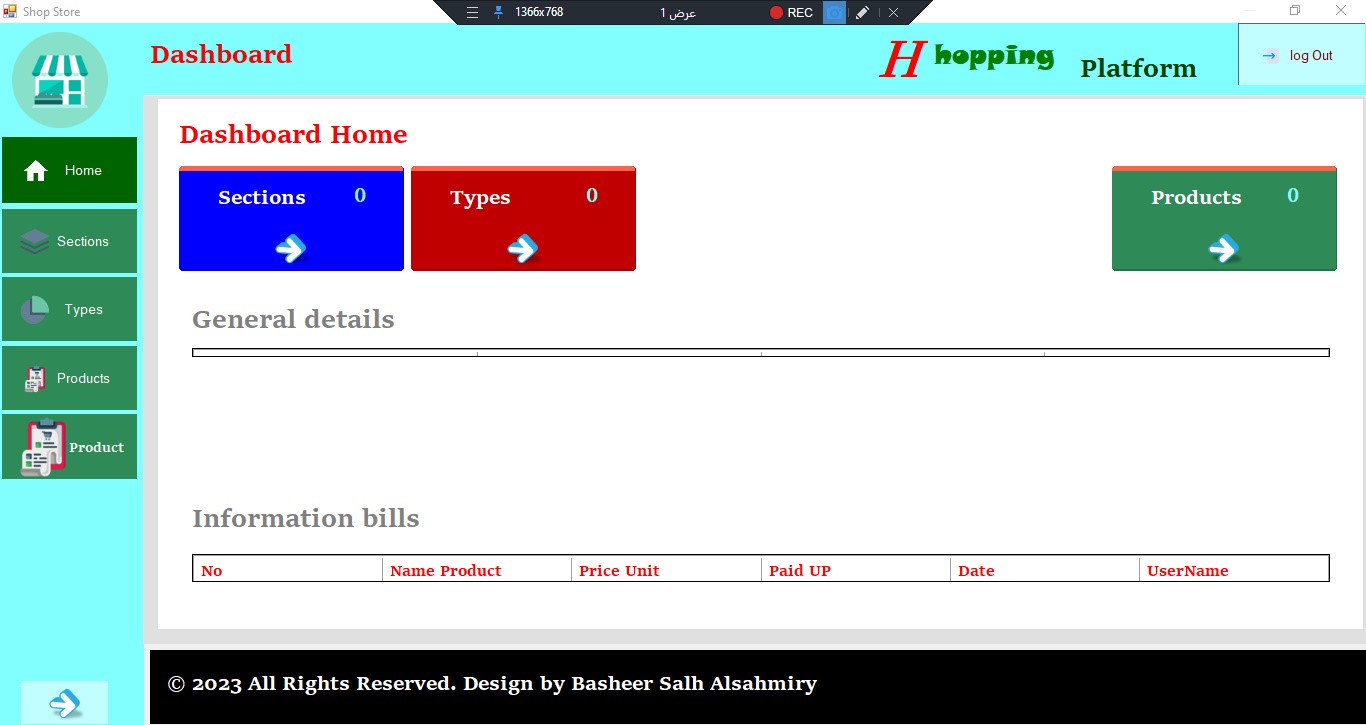 Shop Store
1366x768
عرض 1
REC
Dashboard
H hopping Platform
log Out
Home
Sections
Types
Products
Product
Dashboard Home
Sections 0
Types 0
Products 0
General details
Information bills
No Name Product Price Unit Paid UP Date UserName
© 2023 All Rights Reserved. Design by Basheer Salh Alsahmiry